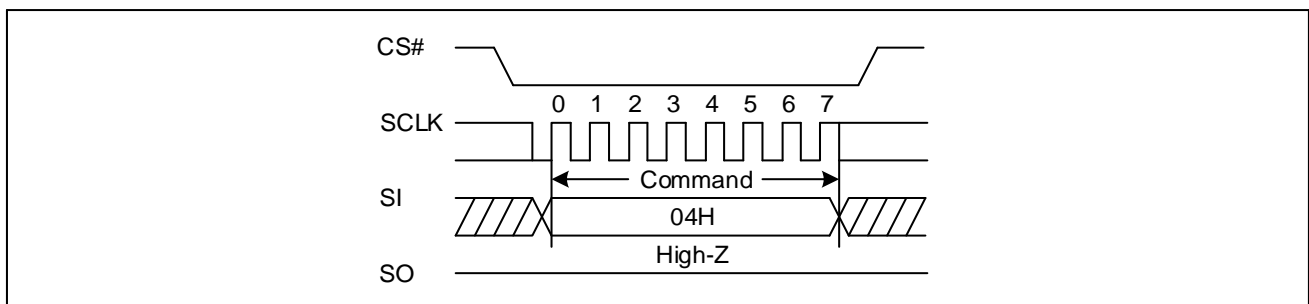 CS#
0 1 2 3 4 5 6 7
SCLK
Command
SI
04H
High-Z
SO